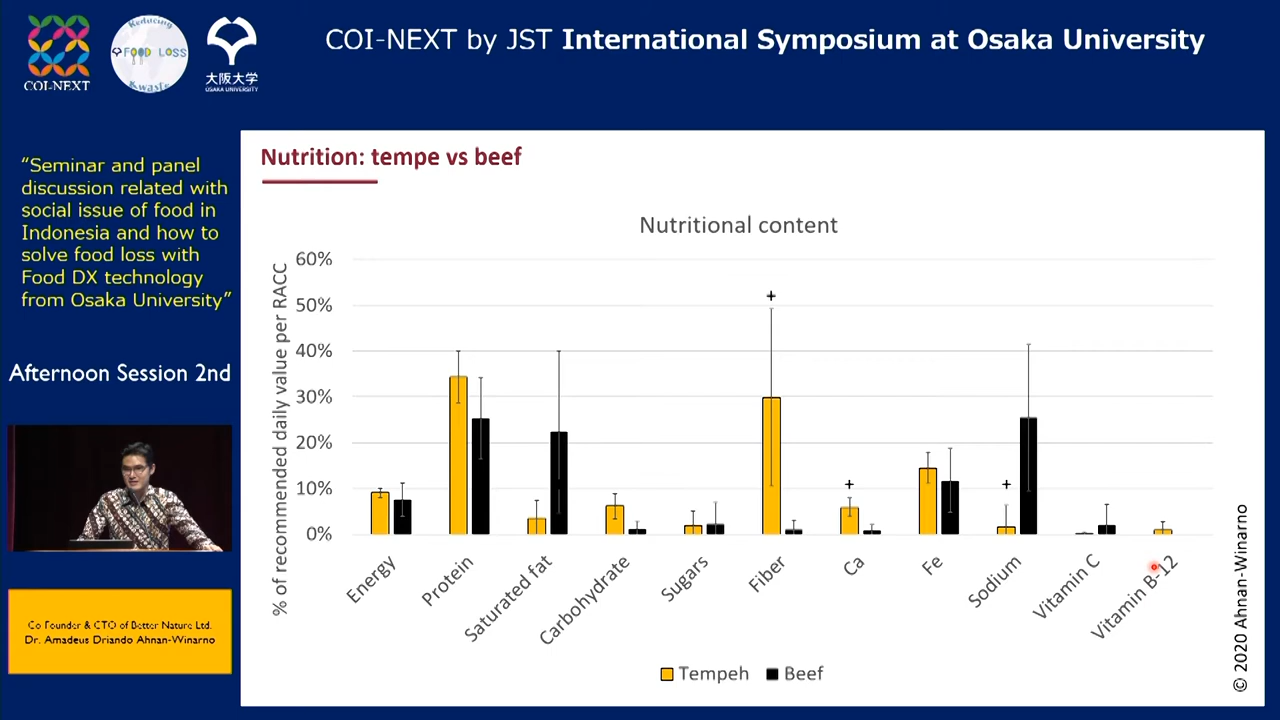 COI-NEXT
Reducing
FOOD LOSS
& waste
大阪大学
OSAKA UNIVERSITY
COI-NEXT by JST International Symposium at Osaka University
“Seminar and panel
discussion related with
social issue of food in
Indonesia and how to
solve food loss with
Food DX technology
from Osaka University”
Afternoon Session 2nd
Co Founder & CTO of Better Nature Ltd.
Dr. Amadeus Driando Ahnan-Winarno
Nutrition: tempe vs beef
Nutritional content
% of recommended daily value per RACC
60%
50%
40%
30%
20%
10%
0%
+
+
+
Energy
Protein
Saturated fat
Carbohydrate
Sugars
Fiber
Ca
Fe
Sodium
Vitamin C
Vitamin B-12
Tempeh
Beef
© 2020 Ahnan-Winarno